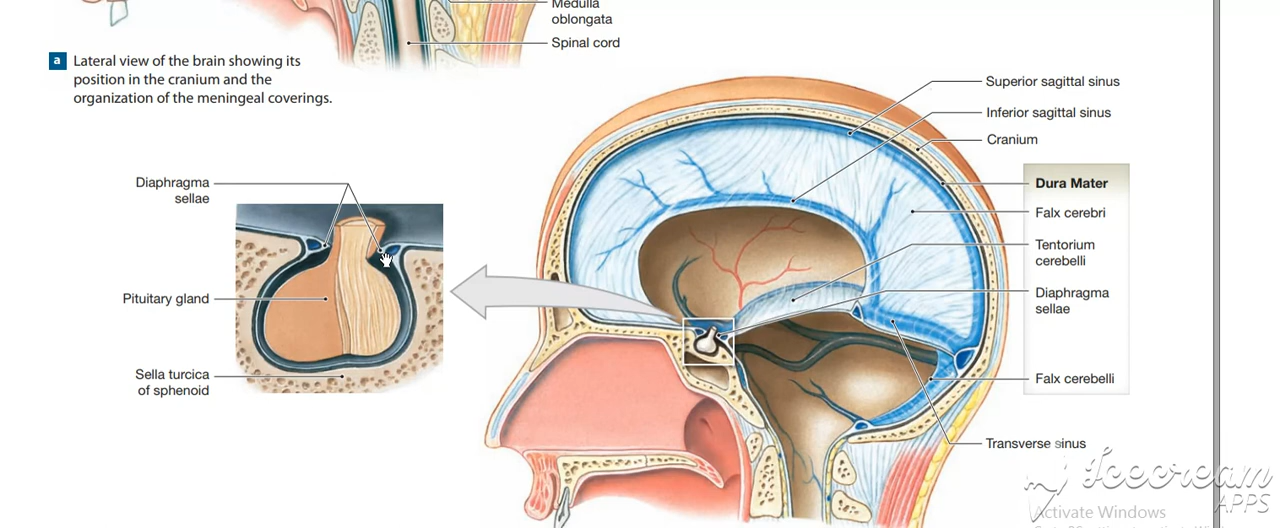 Medulla
oblongata
Spinal cord
a Lateral view of the brain showing its
position in the cranium and the
organization of the meningeal coverings.
Superior sagittal sinus
Inferior sagittal sinus
Cranium
Diaphragma
sellae
Dura Mater
Falx cerebri
Tentorium
cerebelli
Pituitary gland
Diaphragma
sellae
Sella turcica
of sphenoid
Falx cerebelli
Transverse sinus
Icecream
APPS
Activate Windows